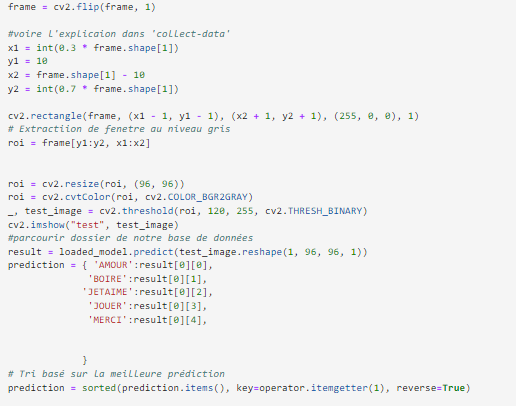 frame = cv2.flip(frame, 1)
#voire l'explicaion dans 'collect-data'
x1 = int(0.3 * frame.shape[1])
y1 = 10
x2 = frame.shape[1] - 10
y2 = int(0.7 * frame.shape[1])
cv2.rectangle(frame, (x1 - 1, y1 - 1), (x2 + 1, y2 + 1), (255, 0, 0), 1)
# Extractiion de fenetre au niveau gris
roi = frame[y1:y2, x1:x2]
roi = cv2.resize(roi, (96, 96))
roi = cv2.cvtColor(roi, cv2.COLOR_BGR2GRAY)
_, test_image = cv2.threshold(roi, 120, 255, cv2.THRESH_BINARY)
cv2.imshow("test", test_image)
#parcourir dossier de notre base de données
result = loaded_model.predict(test_image.reshape(1, 96, 96, 1))
prediction = { 'AMOUR':result[0][0],
'BOIRE':result[0][1],
'JETAIME':result[0][2],
'JOUER':result[0][3],
'MERCI':result[0][4],
}
# Tri basé sur la meilleure prédiction
prediction = sorted(prediction.items(), key=operator.itemgetter(1), reverse=True)